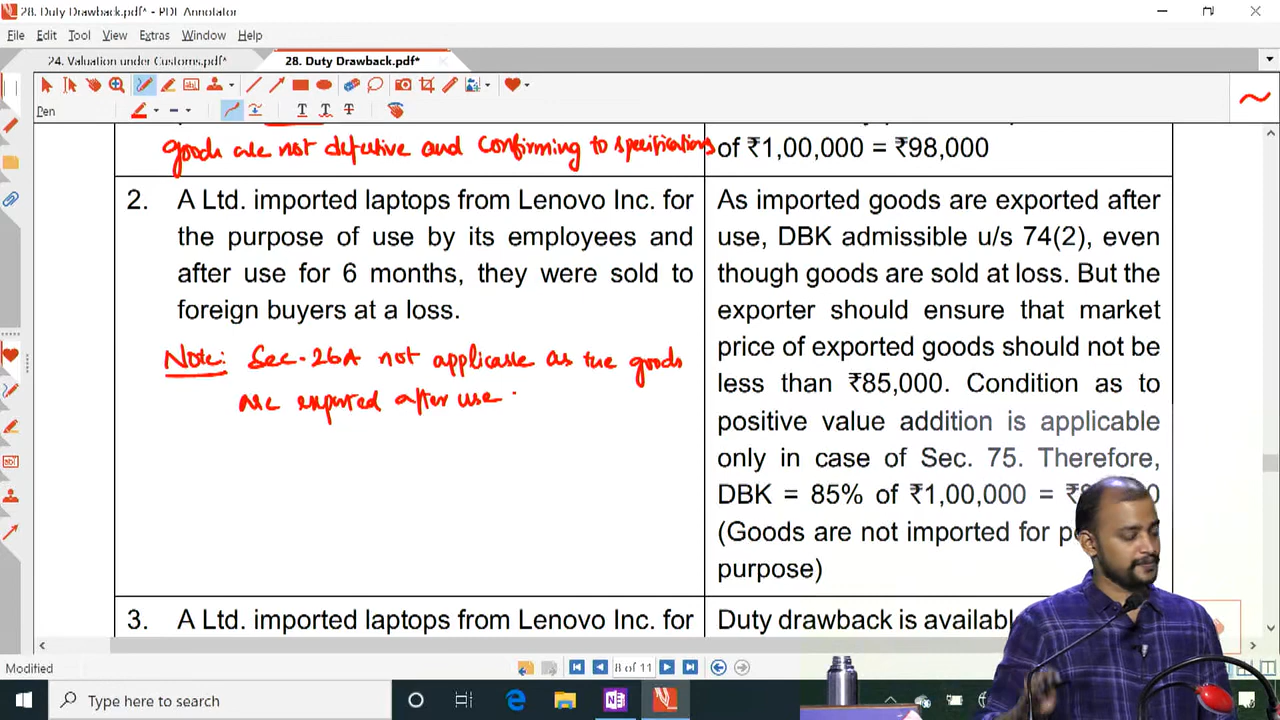 28. Duty Drawback.pdf* - PDF Annotator
File Edit Tool View Extras Window Help
24. Valuation under Customs.pdf* 28. Duty Drawback.pdf*
Pen
goods are not defective and confirming to specifications
of ₹1,00,000 = ₹98,000
2. A Ltd. imported laptops from Lenovo Inc. for
the purpose of use by its employees and
after use for 6 months, they were sold to
foreign buyers at a loss.
Note: Sec. 26A not applicable as the goods
are exported after use.
As imported goods are exported after
use, DBK admissible u/s 74(2), even
though goods are sold at loss. But the
exporter should ensure that market
price of exported goods should not be
less than ₹85,000. Condition as to
positive value addition is applicable
only in case of Sec. 75. Therefore,
DBK = 85% of ₹1,00,000 =
(Goods are not imported for
purpose)
3. A Ltd. imported laptops from Lenovo Inc. for
Duty drawback is available
Modified
8 of 11
Type here to search